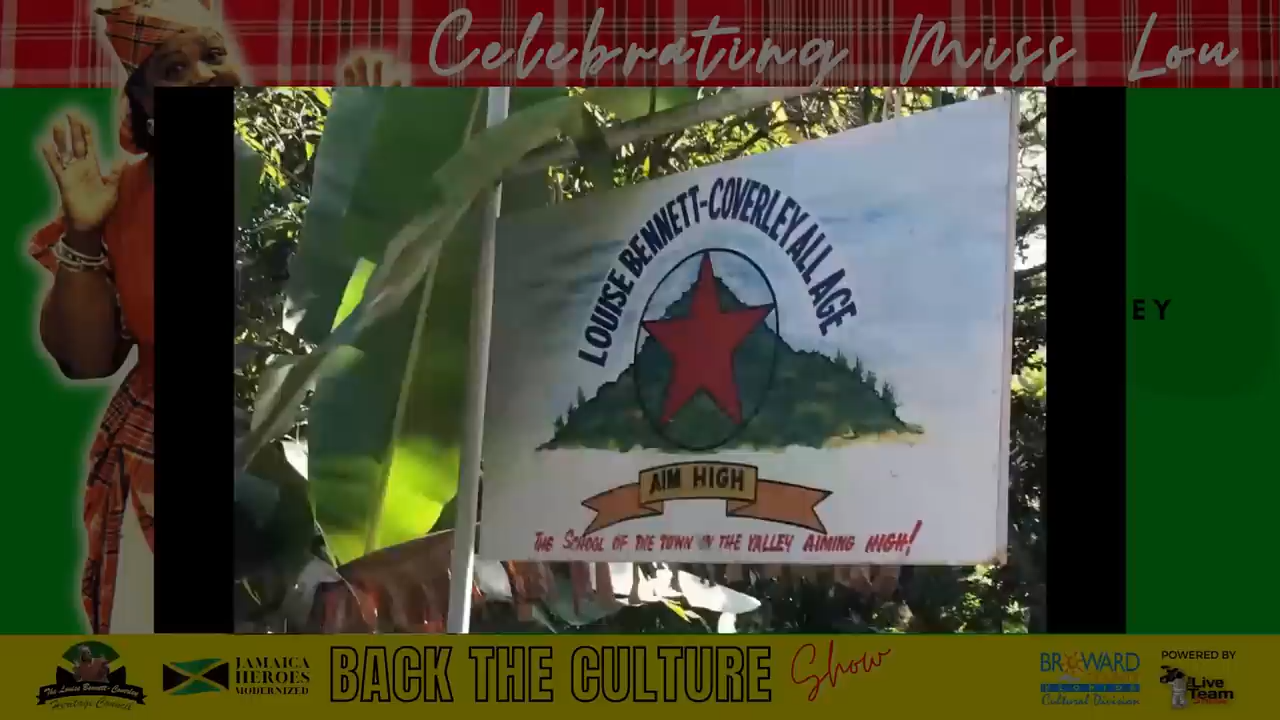 Celebrating Miss Lou
LOUISE BENNETT-COVERLEY ALL AGE
AIM HIGH
THE SCHOOL OF THE TOWN IN THE VALLEY AIMING HIGH!
EY
The Louise Bennett-Coverley
Heritage Council
JAMAICA
HEROES
MODERNIZED
BACK THE CULTURE Show
BROWARD
FLORIDA
Cultural Division
POWERED BY
Live
Team